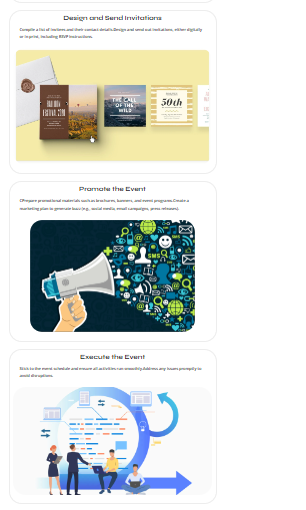 Design and Send Invitations
Compile a list of invitees and their contact details.Design and send out invitations, either digitally
or in print, including RSVP instructions.
THE CALL
OF THE
WILD
50th
Promote the Event
CPrepare promotional materials such as brochures, banners, and event programs.Create a
marketing plan to generate buzz (e.g., social media, email campaigns, press releases).
SMS
SMS
Execute the Event
Stick to the event schedule and ensure all activities run smoothly.Address any issues promptly to
avoid disruptions.